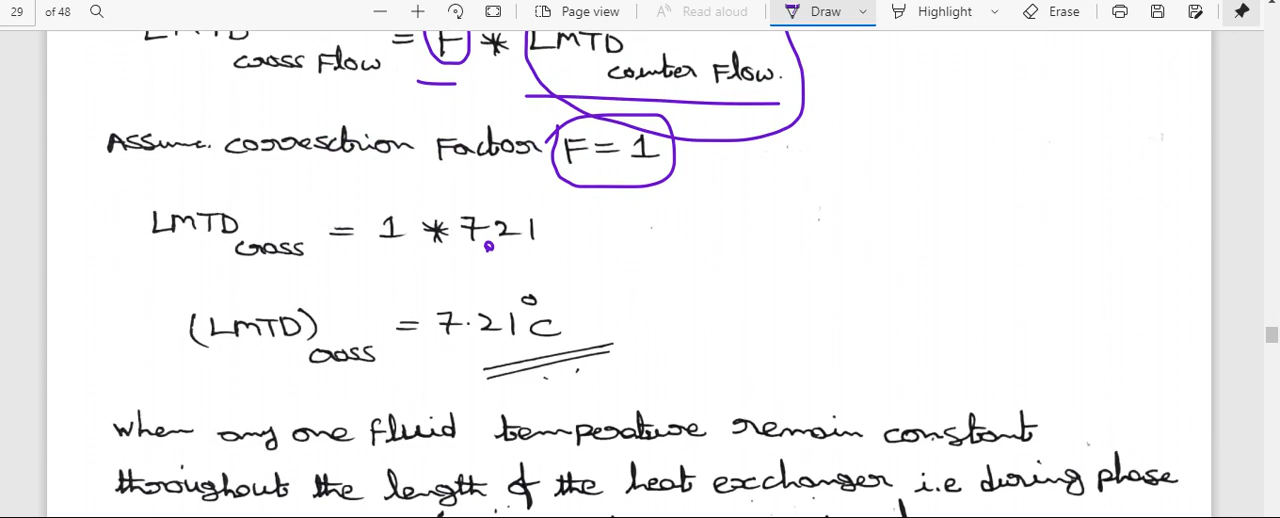 29 of 48 Page view Read aloud Draw Highlight Erase
LMTD cross Flow = F * LMTD counter Flow.
Assume. corresction Factor F = 1
LMTD cross = 1 * 7.21
(LMTD) cross = 7.21°C
when any one fluid temperature remain constant
throughout the length of the heat exchanger i.e during phase